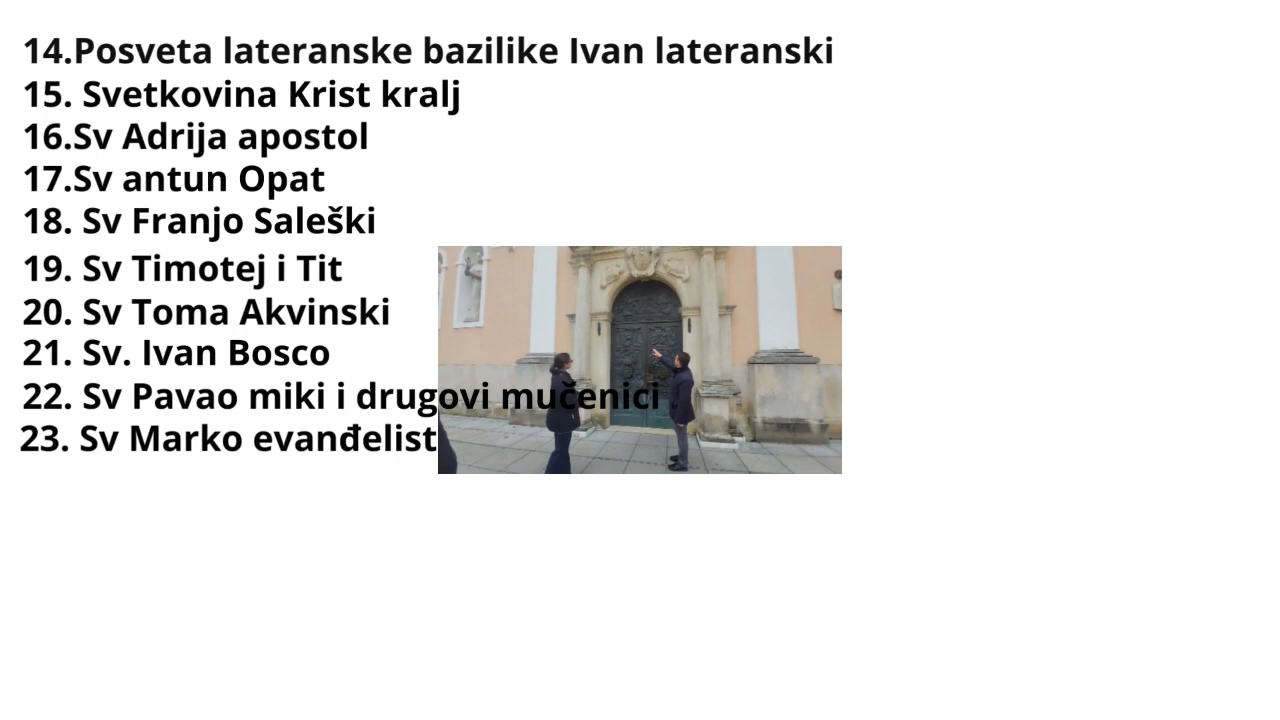 14.Posveta lateranske bazilike Ivan lateranski
15. Svetkovina Krist kralj
16.Sv Adrija apostol
17.Sv antun Opat
18. Sv Franjo Saleški
19. Sv Timotej i Tit
20. Sv Toma Akvinski
21. Sv. Ivan Bosco
22. Sv Pavao miki i drugovi mučenici
23. Sv Marko evanđelist